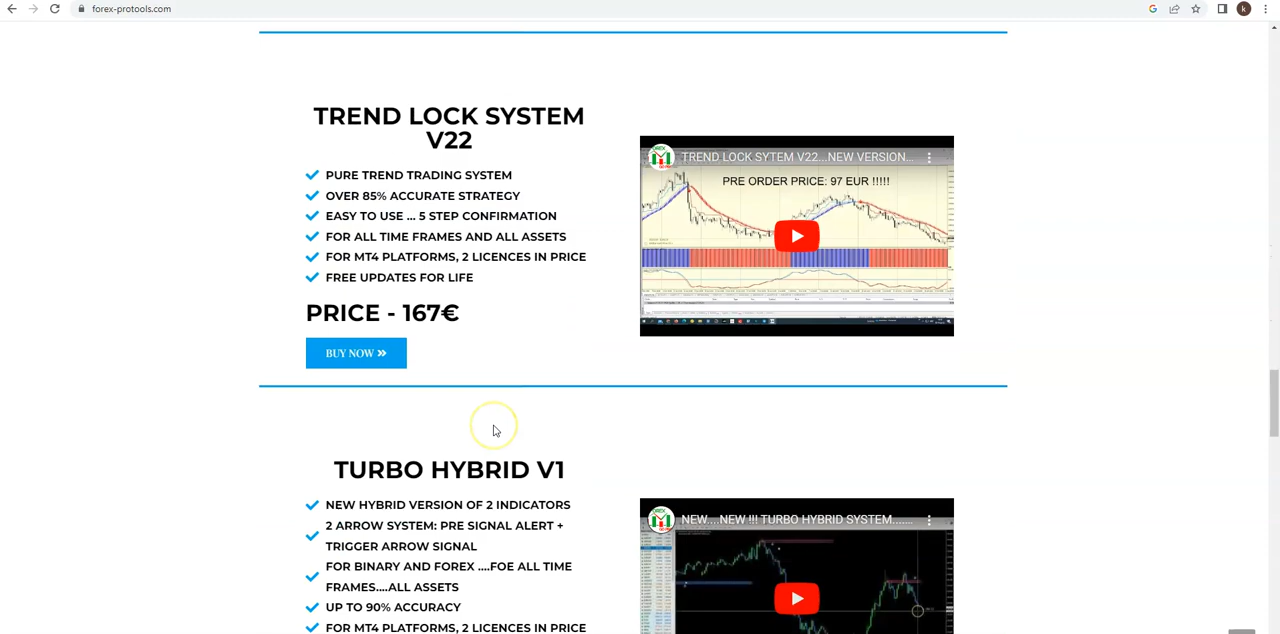 forex-protools.com
TREND LOCK SYSTEM
V22
PURE TREND TRADING SYSTEM
OVER 85% ACCURATE STRATEGY
EASY TO USE ... 5 STEP CONFIRMATION
FOR ALL TIME FRAMES AND ALL ASSETS
FOR MT4 PLATFORMS, 2 LICENCES IN PRICE
FREE UPDATES FOR LIFE
PRICE - 167€
BUY NOW »
TREND LOCK SYTEM V22...NEW VERSION...
PRE ORDER PRICE: 97 EUR !!!!!
TURBO HYBRID V1
NEW HYBRID VERSION OF 2 INDICATORS
2 ARROW SYSTEM: PRE SIGNAL ALERT +
TRIGGER ARROW SIGNAL
FOR BINARY AND FOREX ....FOE ALL TIME
FRAMES....ALL ASSETS
UP TO 90% ACCURACY
FOR MT4 PLATFORMS, 2 LICENCES IN PRICE
NEW....NEW !!! TURBO HYBRID SYSTEM.......